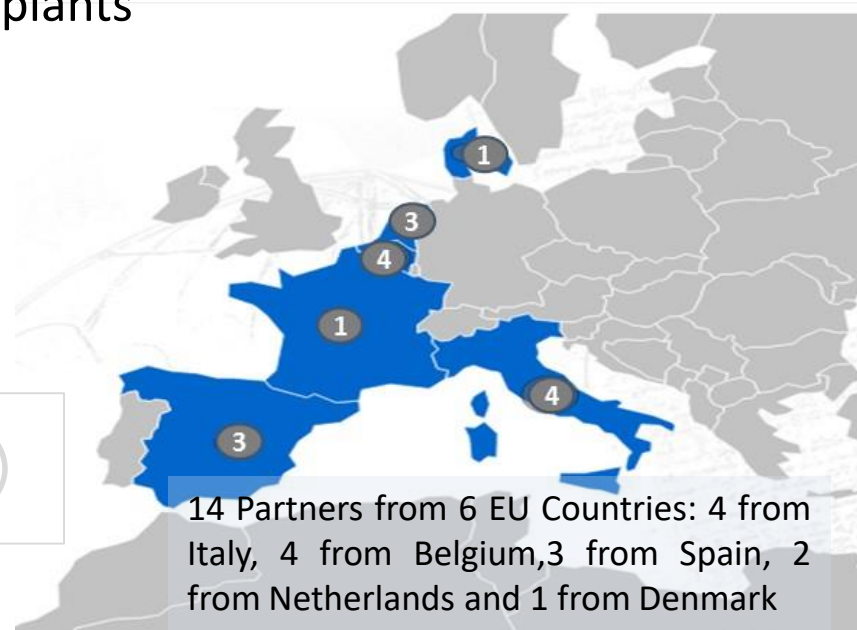 plants
1
3
4
1
4
3
14 Partners from 6 EU Countries: 4 from
Italy, 4 from Belgium,3 from Spain, 2
from Netherlands and 1 from Denmark